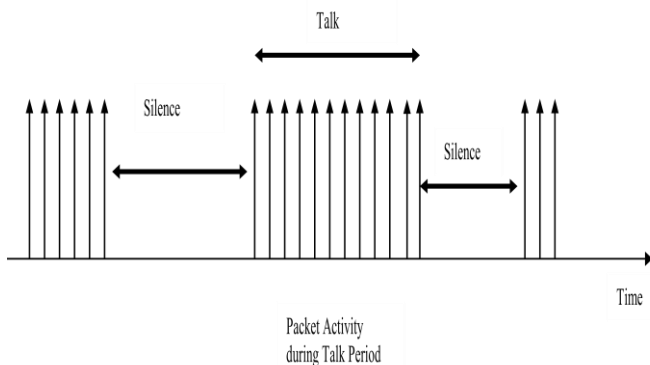 Talk
Silence
Silence
Time
Packet Activity
during Talk Period